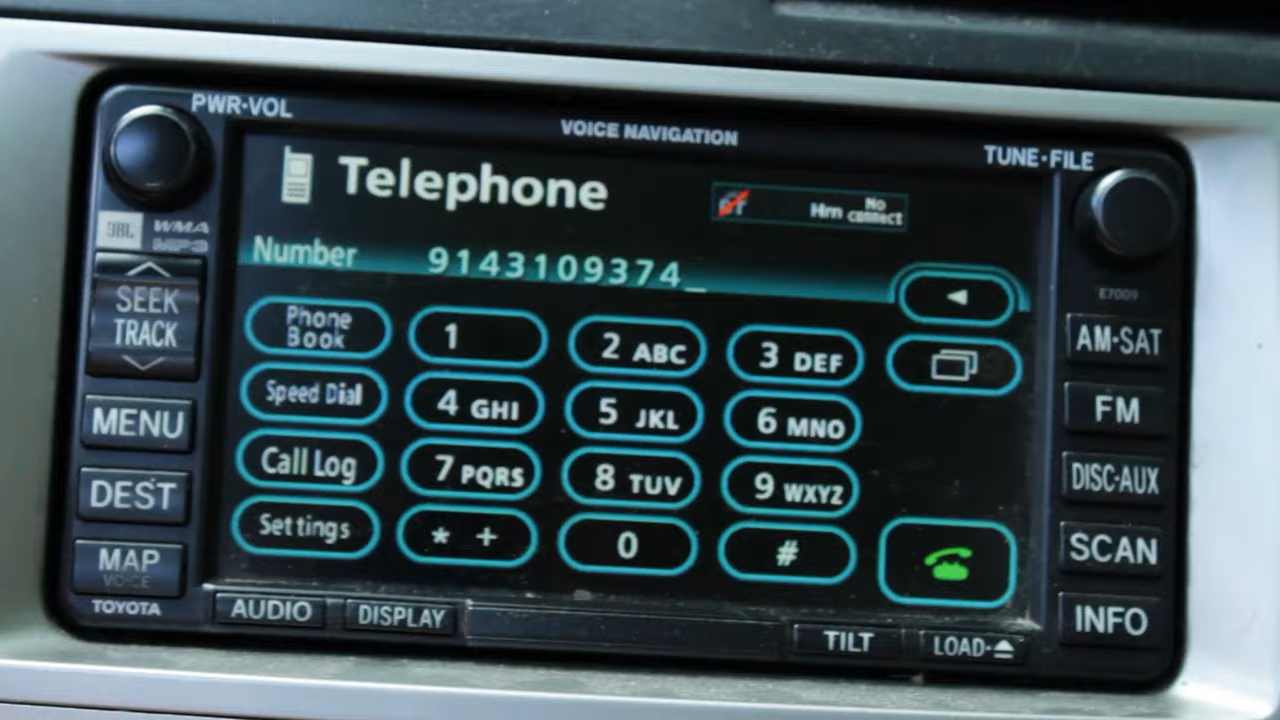 PWR·VOL
VOICE NAVIGATION
TUNE·FILE
Telephone
No
Hm CONNECT
JBL WMA
MP3
Number 9143109374_
E7009
SEEK
TRACK
Phone
Book
1
2 ABC
3 DEF
AM·SAT
Speed Dial
4 GHI
5 JKL
6 MNO
FM
MENU
Call Log
7 PQRS
8 TUV
9 WXYZ
DISC·AUX
DEST
Settings
* +
0
#
SCAN
MAP
VOICE
TOYOTA
AUDIO
DISPLAY
TILT
LOAD·
INFO